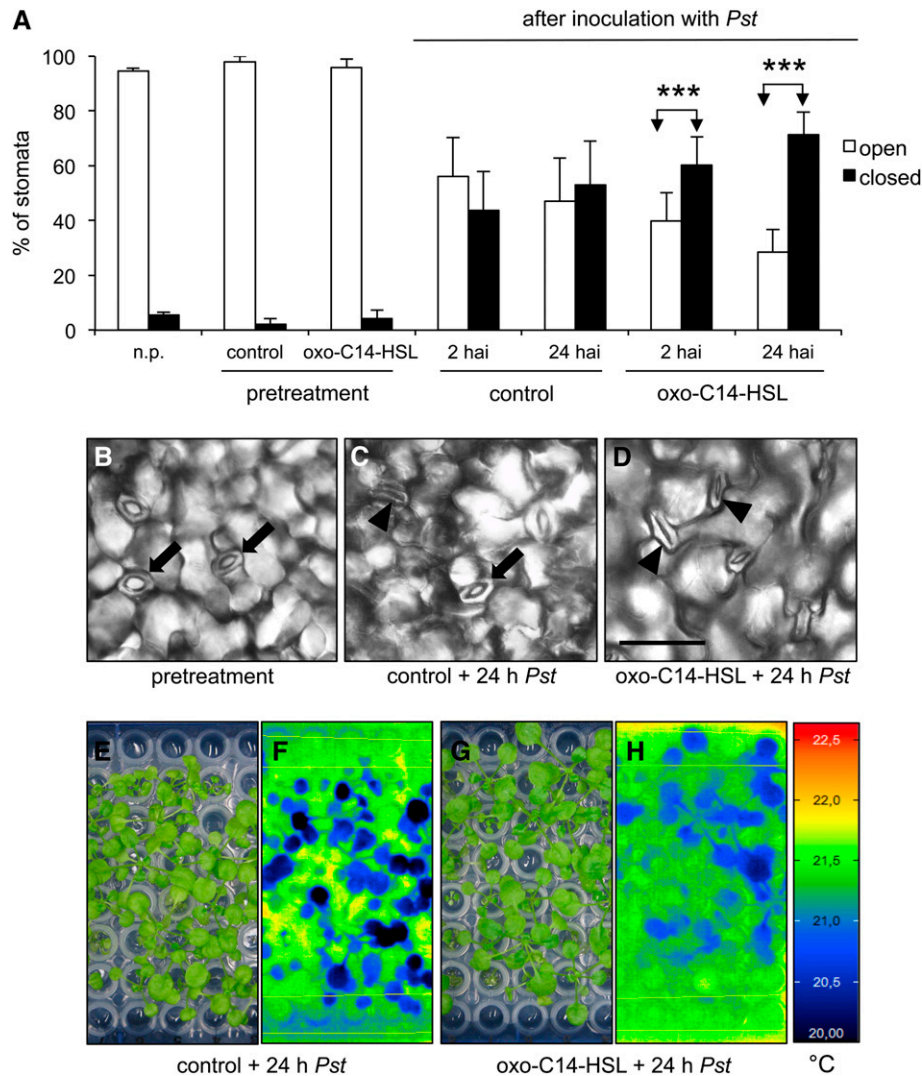 A
after inoculation with Pst
***
***
100
80
60
40
20
0
% of stomata
open
closed
n.p.
control
oxo-C14-HSL
2 hai
24 hai
2 hai
24 hai
pretreatment
control
oxo-C14-HSL
B
C
D
pretreatment
control + 24 h Pst
oxo-C14-HSL + 24 h Pst
E
F
G
H
22,5
22,0
21,5
21,0
20,5
20,00
control + 24 h Pst
oxo-C14-HSL + 24 h Pst
°C